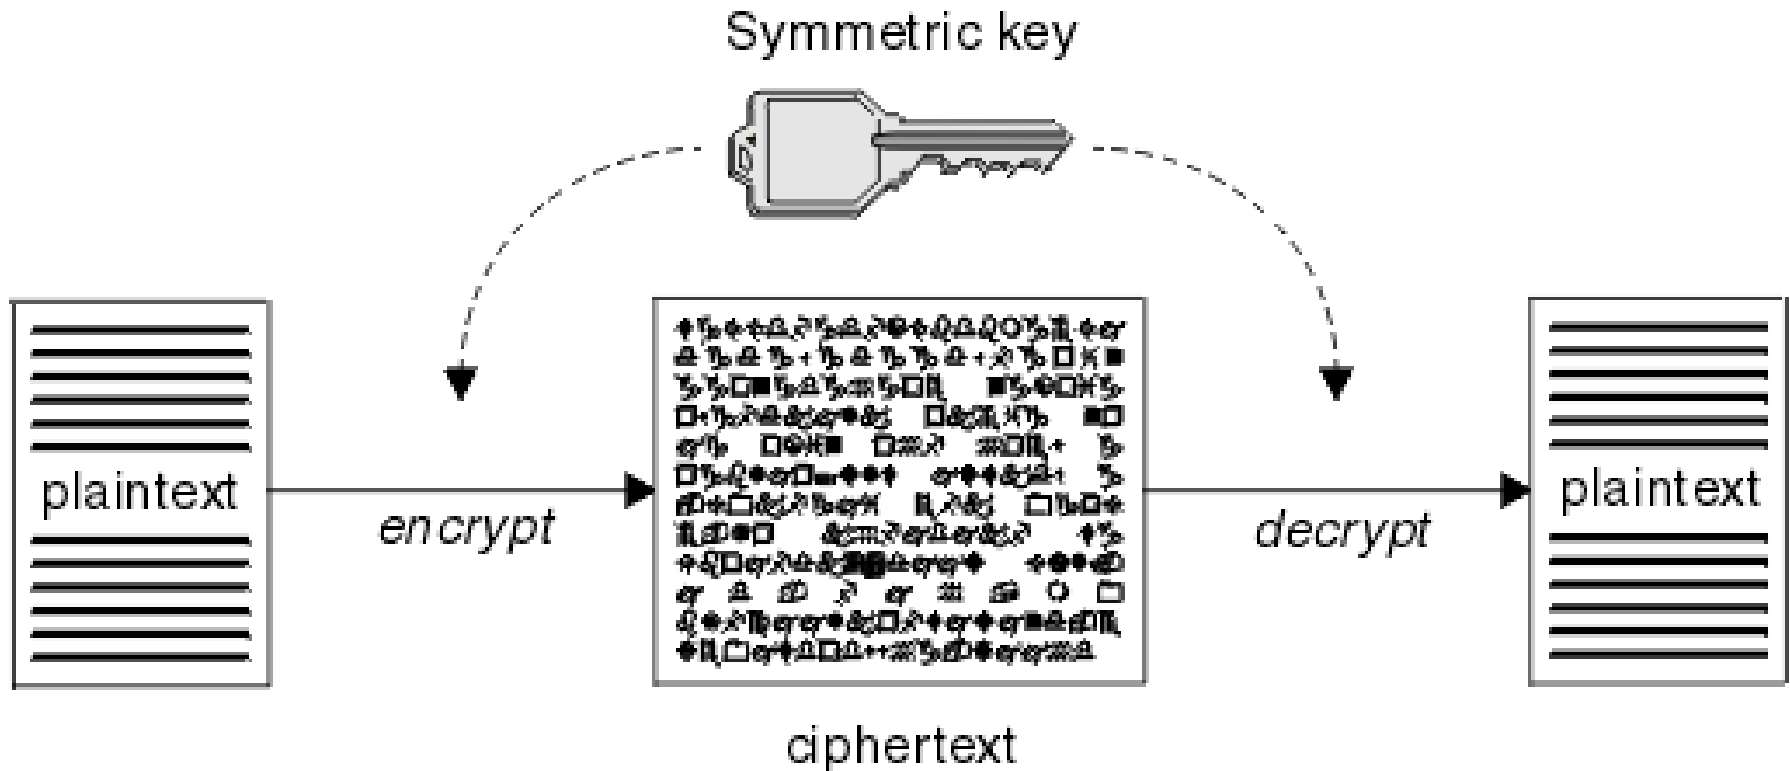 Symmetric key
plaintext
encrypt
decrypt
plaintext
ciphertext